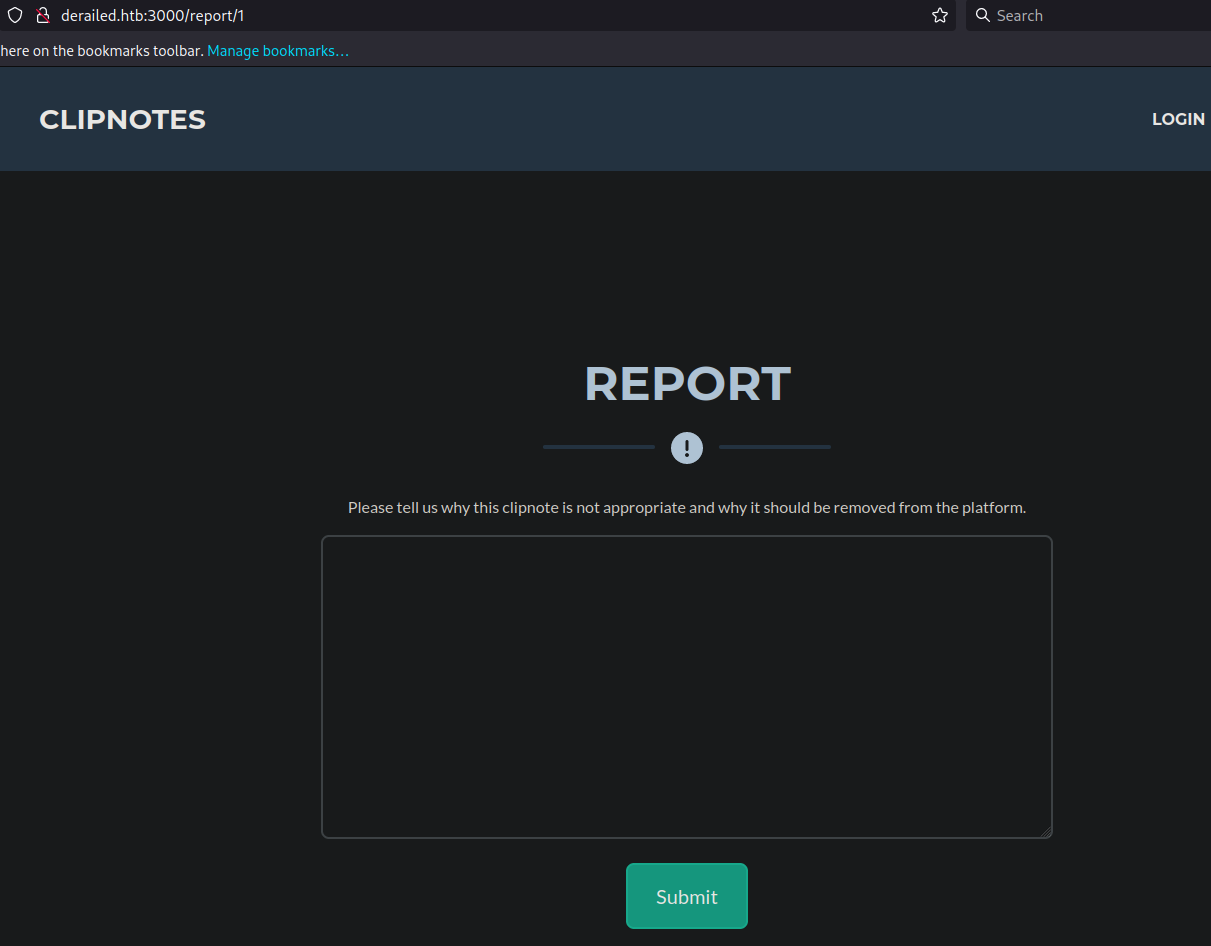 derailed.htb:3000/report/1
Search
here on the bookmarks toolbar. Manage bookmarks…
CLIPNOTES
LOGIN
REPORT
!
Please tell us why this clipnote is not appropriate and why it should be removed from the platform.
Submit